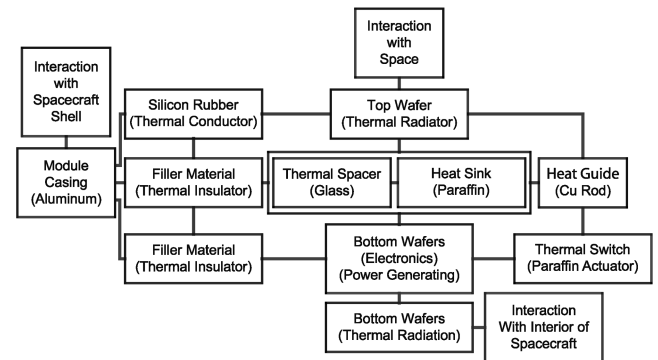 Interaction
with
Space
Interaction
with
Spacecraft
Shell
Silicon Rubber
(Thermal Conductor)
Top Wafer
(Thermal Radiator)
Module
Casing
(Aluminum)
Filler Material
(Thermal Insulator)
Thermal Spacer
(Glass)
Heat Sink
(Paraffin)
Heat Guide
(Cu Rod)
Filler Material
(Thermal Insulator)
Bottom Wafers
(Electronics)
(Power Generating)
Thermal Switch
(Paraffin Actuator)
Bottom Wafers
(Thermal Radiation)
Interaction
With Interior of
Spacecraft